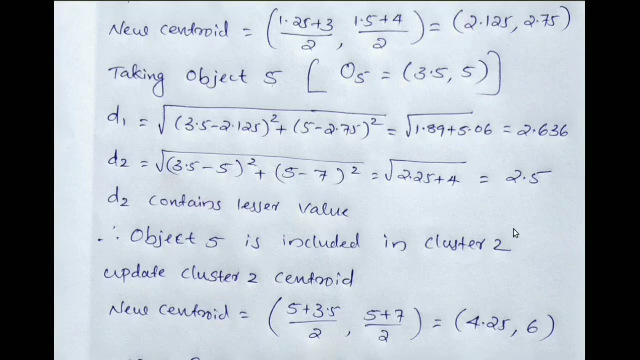 New centroid = (1.25+3/2, 1.5+4/2) = (2.125, 2.75)
Taking Object 5 [O5 = (3.5, 5)]
d1 = √(3.5-2.125)² + (5-2.75)² = √1.89+5.06 = 2.636
d2 = √(3.5-5)² + (5-7)² = √2.25+4 = 2.5
d2 contains lesser value
∴ Object 5 is included in cluster 2
update cluster 2 centroid
New centroid = (5+3.5/2, 5+7/2) = (4.25, 6)